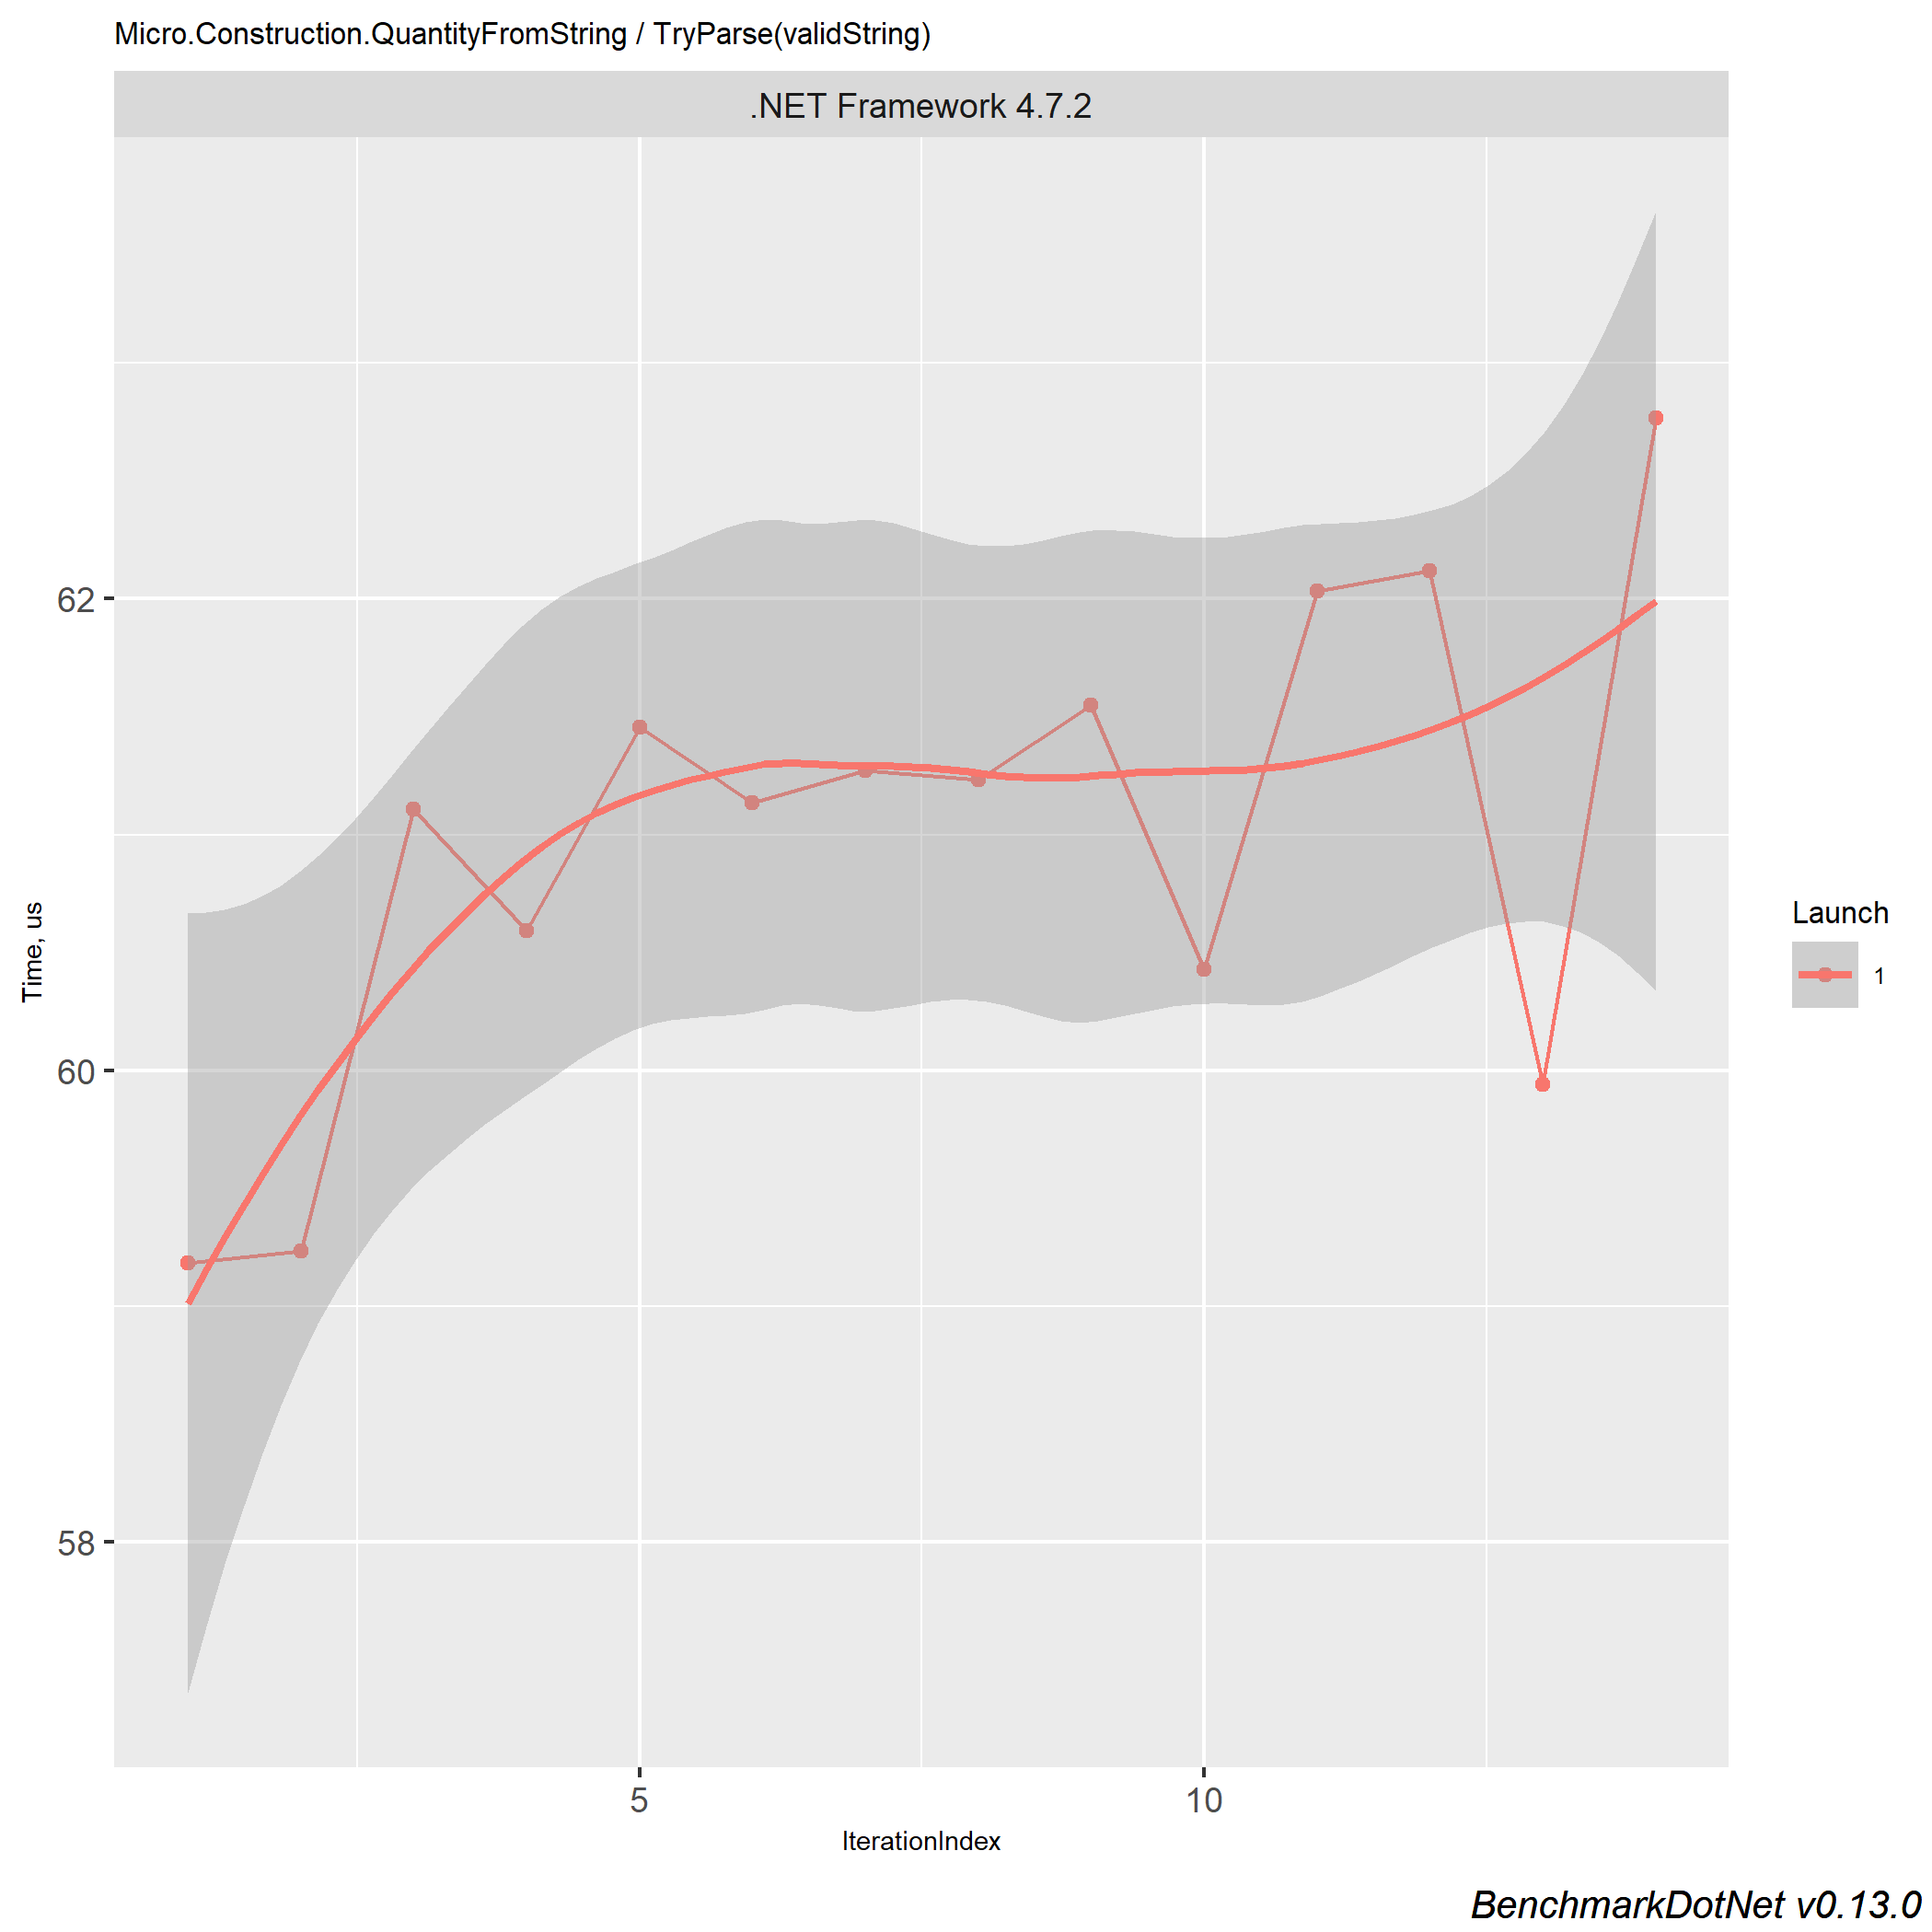 Micro.Construction.QuantityFromString / TryParse(validString)
.NET Framework 4.7.2
62
60
58
Time, us
5
10
IterationIndex
Launch
1
BenchmarkDotNet v0.13.0